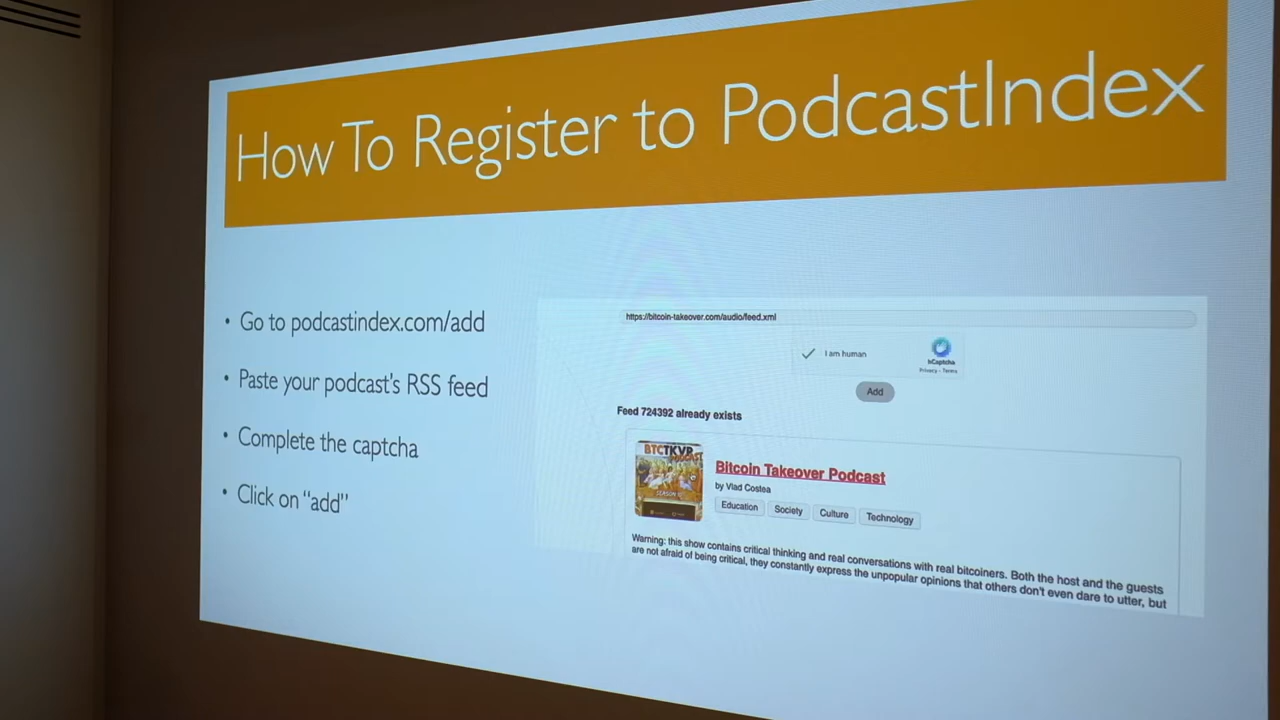 How To Register to PodcastIndex
• Go to podcastindex.com/add
• Paste your podcast's RSS feed
• Complete the captcha
• Click on "add"
https://bitcoin-takeover.com/audio/feed.xml
I am human
hCaptcha
Privacy - Terms
Add
Feed 724392 already exists
BTCTKVR
PODCAST
Bitcoin Takeover Podcast
by Vlad Costea
Education Society Culture Technology
Warning: this show contains critical thinking and real conversations with real bitcoiners. Both the host and the guests
are not afraid of being critical, they constantly express the unpopular opinions that others don't even dare to utter, but